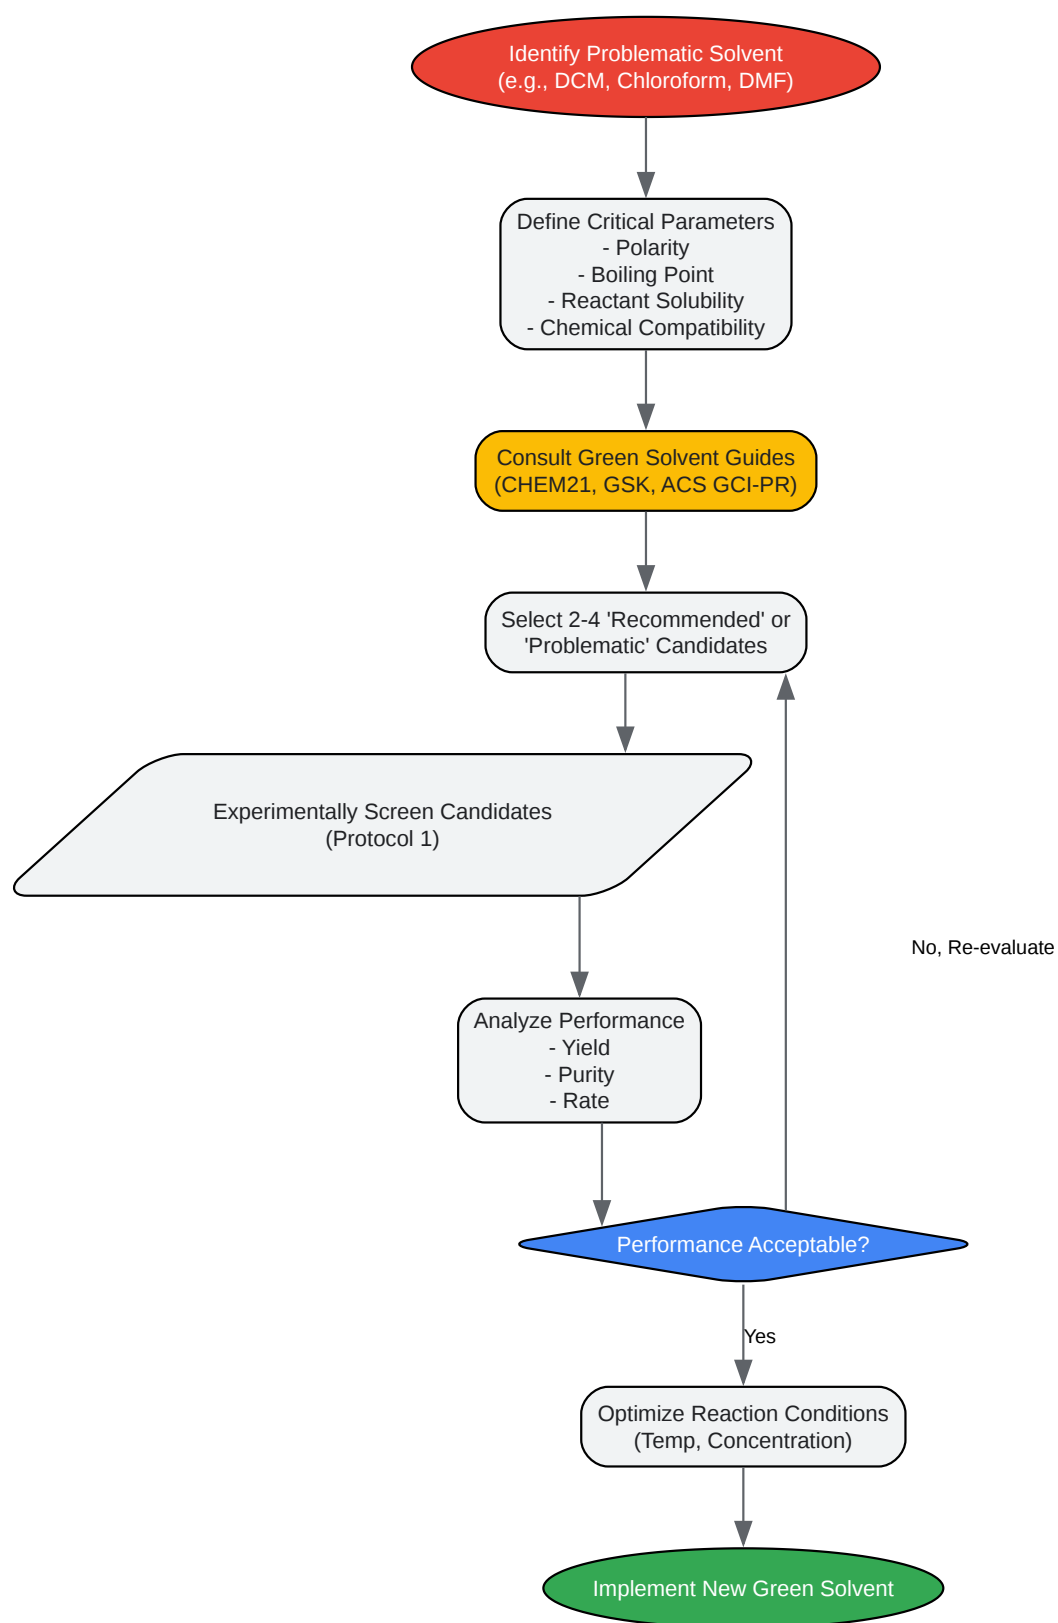 Identify Problematic Solvent
(e.g., DCM, Chloroform, DMF)
Define Critical Parameters
- Polarity
- Boiling Point
- Reactant Solubility
- Chemical Compatibility
Consult Green Solvent Guides
(CHEM21, GSK, ACS GCI-PR)
Select 2-4 'Recommended' or
'Problematic' Candidates
Experimentally Screen Candidates
(Protocol 1)
No, Re-evaluate
Analyze Performance
- Yield
- Purity
- Rate
Performance Acceptable?
Yes
Optimize Reaction Conditions
(Temp, Concentration)
Implement New Green Solvent